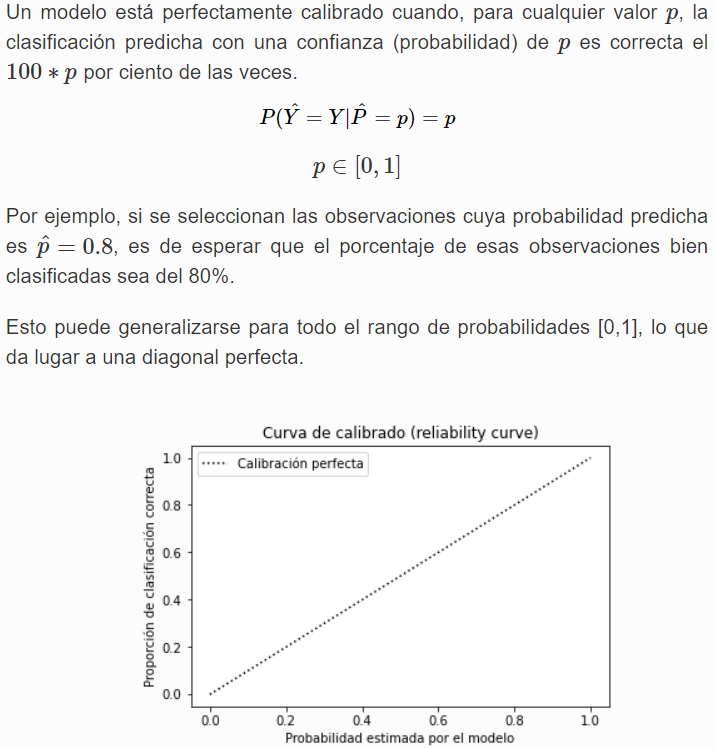 Un modelo está perfectamente calibrado cuando, para cualquier valor p, la
clasificación predicha con una confianza (probabilidad) de p es correcta el
100 ∗ p por ciento de las veces.
P(Ŷ = Y|P̂ = p) = p
p ∈ [0, 1]
Por ejemplo, si se seleccionan las observaciones cuya probabilidad predicha
es p̂ = 0.8, es de esperar que el porcentaje de esas observaciones bien
clasificadas sea del 80%.
Esto puede generalizarse para todo el rango de probabilidades [0,1], lo que
da lugar a una diagonal perfecta.
Curva de calibrado (reliability curve)
Calibración perfecta
Proporción de clasificación correcta
1.0
0.8
0.6
0.4
0.2
0.0
0.0 0.2 0.4 0.6 0.8 1.0
Probabilidad estimada por el modelo